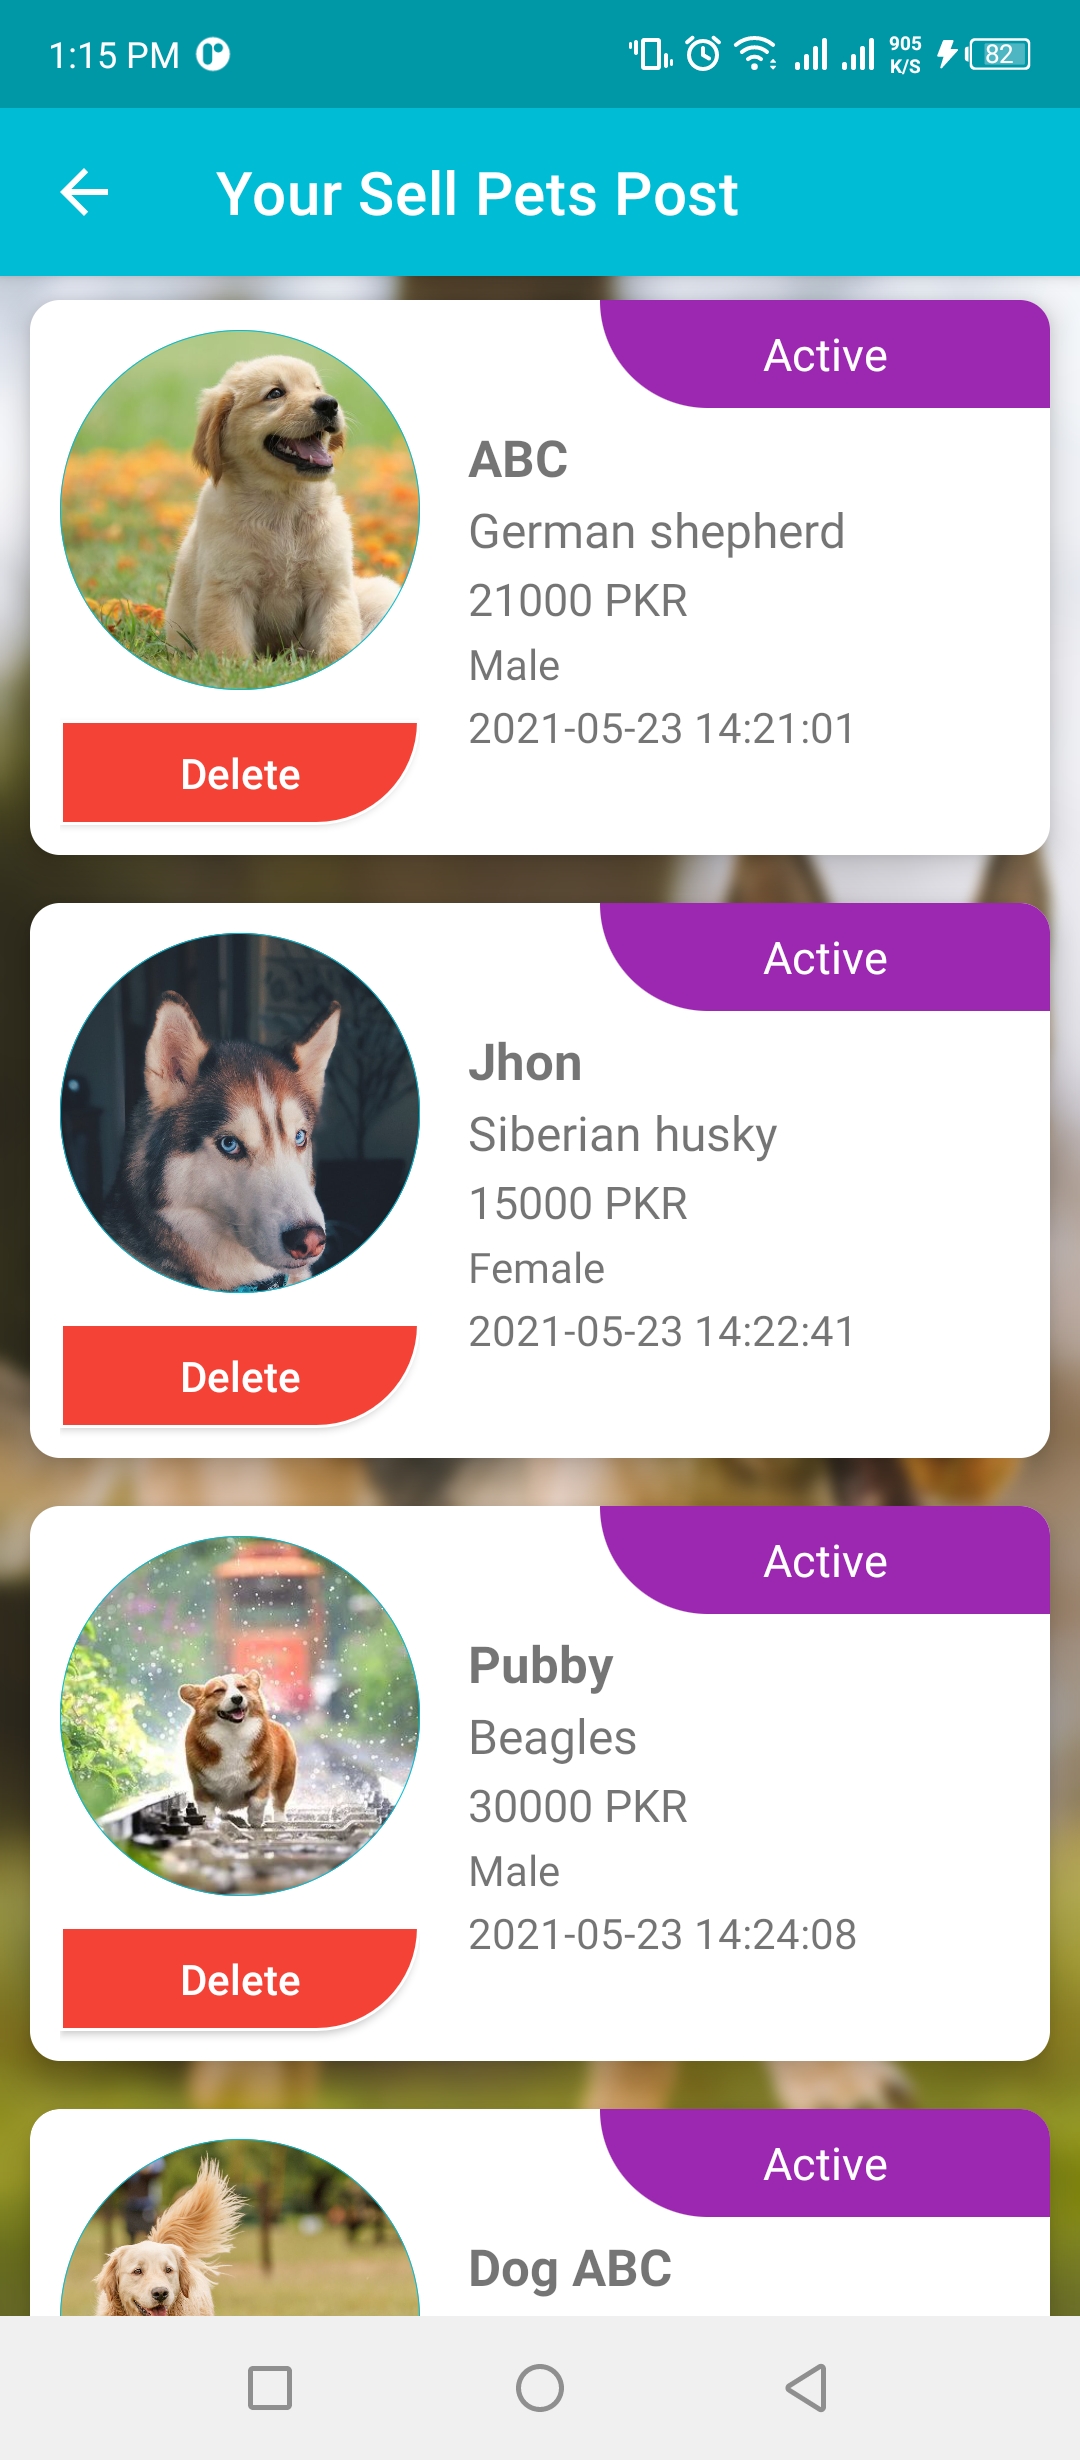 1:15 PM
905
K/S
82
Your Sell Pets Post
Active
ABC
German shepherd
21000 PKR
Male
2021-05-23 14:21:01
Delete
Active
Jhon
Siberian husky
15000 PKR
Female
2021-05-23 14:22:41
Delete
Active
Pubby
Beagles
30000 PKR
Male
2021-05-23 14:24:08
Delete
Active
Dog ABC